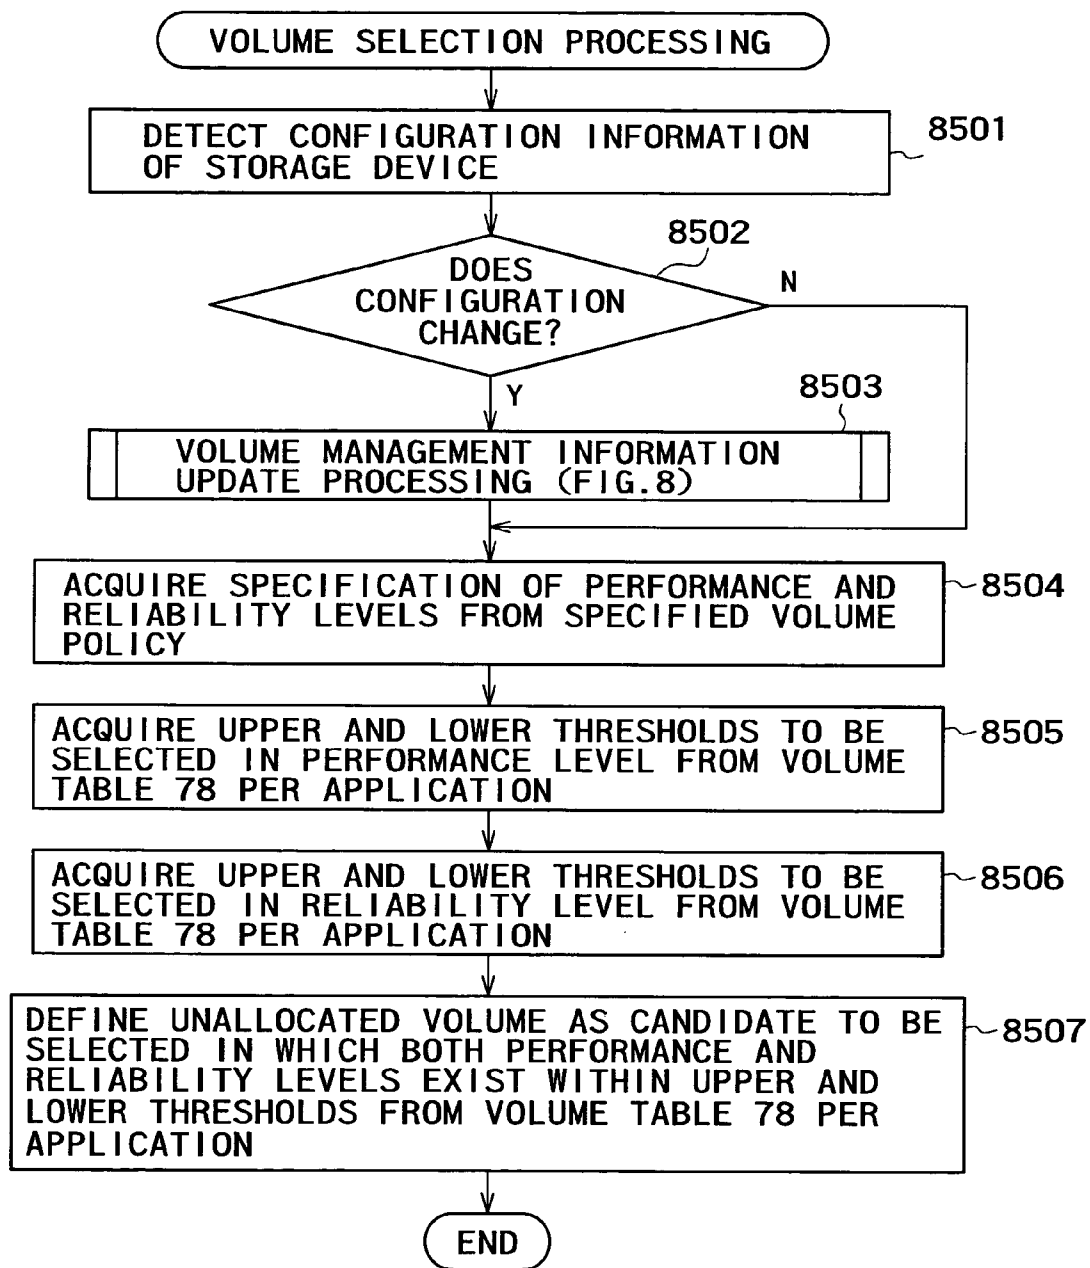 VOLUME SELECTION PROCESSING
DETECT CONFIGURATION INFORMATION
OF STORAGE DEVICE
8501
8502
DOES
CONFIGURATION
CHANGE?
N
Y
8503
VOLUME MANAGEMENT INFORMATION
UPDATE PROCESSING (FIG.8)
ACQUIRE SPECIFICATION OF PERFORMANCE AND
RELIABILITY LEVELS FROM SPECIFIED VOLUME
POLICY
8504
ACQUIRE UPPER AND LOWER THRESHOLDS TO BE
SELECTED IN PERFORMANCE LEVEL FROM VOLUME
TABLE 78 PER APPLICATION
8505
ACQUIRE UPPER AND LOWER THRESHOLDS TO BE
SELECTED IN RELIABILITY LEVEL FROM VOLUME
TABLE 78 PER APPLICATION
8506
DEFINE UNALLOCATED VOLUME AS CANDIDATE TO BE
SELECTED IN WHICH BOTH PERFORMANCE AND
RELIABILITY LEVELS EXIST WITHIN UPPER AND
LOWER THRESHOLDS FROM VOLUME TABLE 78 PER
APPLICATION
8507
END